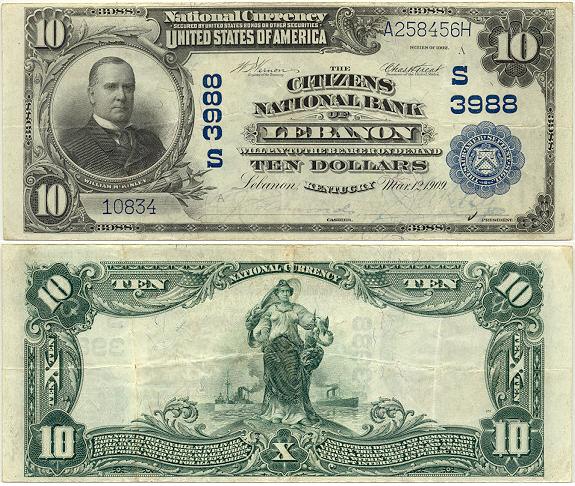 3988 3988
10 National Currency A258456H 10
SECURED BY UNITED STATES BONDS OR OTHER SECURITIES
UNITED STATES OF AMERICA
SERIES OF 1902.
THE
CITIZENS
NATIONAL BANK
OF
LEBANON
WILL PAY TO THE BEARER ON DEMAND
TEN DOLLARS
Lebanon, KENTUCKY Mar. 12, 1909.
S 3988
S
3988
WILLIAM McKINLEY
10 10834
A
CASHIER. PRESIDENT.
3988 3988
NATIONAL CURRENCY
10 TEN TEN 10
TEN TEN
10 X 10